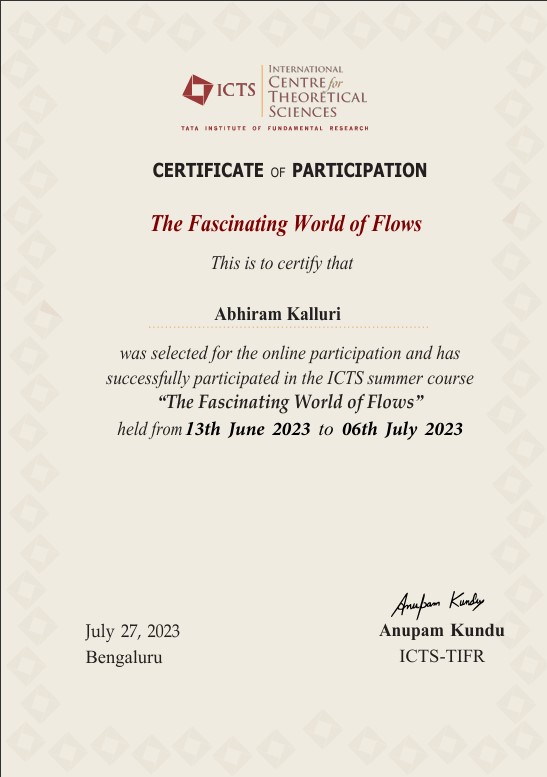 ICTS
INTERNATIONAL
CENTRE for
THEORETICAL
SCIENCES
TATA INSTITUTE OF FUNDAMENTAL RESEARCH
CERTIFICATE OF PARTICIPATION
The Fascinating World of Flows
This is to certify that
Abhiram Kalluri
was selected for the online participation and has
successfully participated in the ICTS summer course
“The Fascinating World of Flows”
held from 13th June 2023 to 06th July 2023
Anupam Kundu
July 27, 2023
Anupam Kundu
Bengaluru
ICTS-TIFR